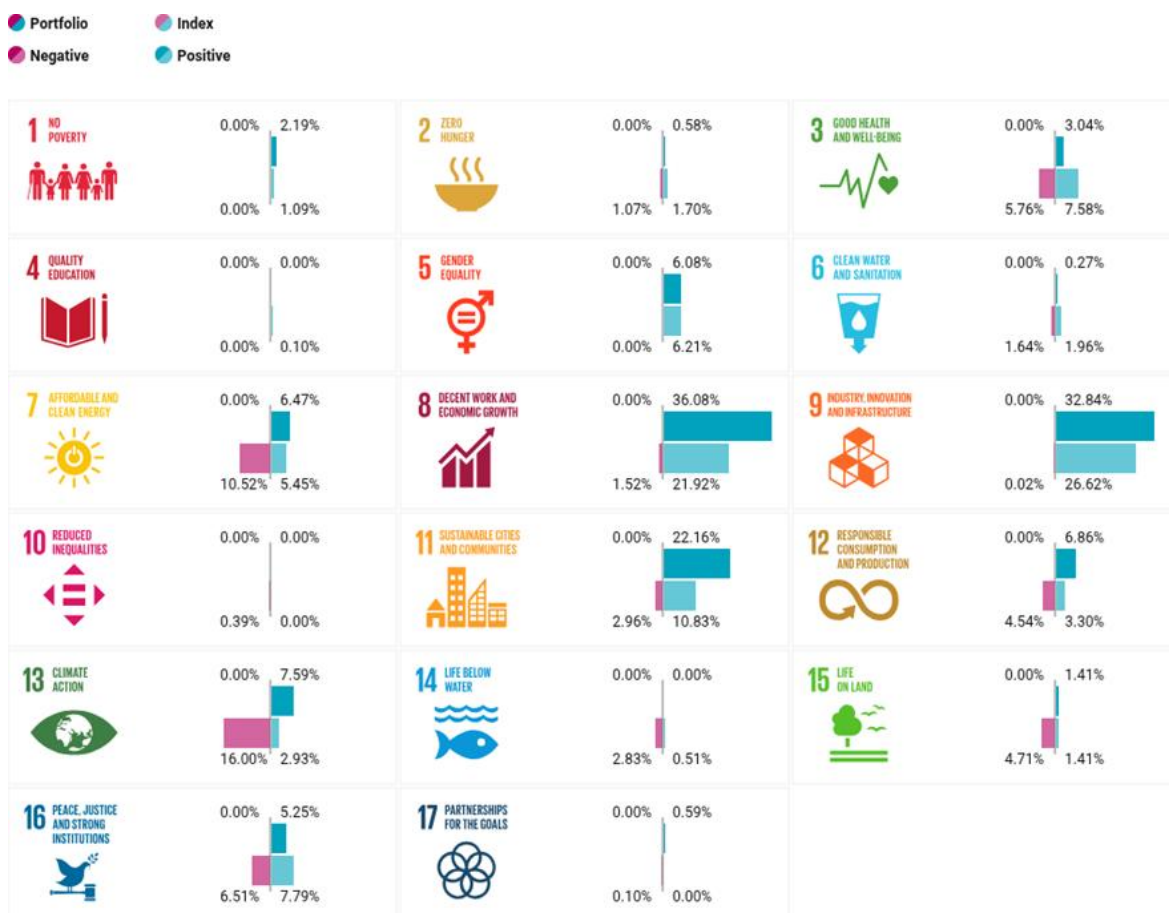 Portfolio Index
Negative Positive
1 NO
POVERTY
0.00% 2.19%
0.00% 1.09%
2 ZERO
HUNGER
0.00% 0.58%
1.07% 1.70%
3 GOOD HEALTH
AND WELL-BEING
0.00% 3.04%
5.76% 7.58%
4 QUALITY
EDUCATION
0.00% 0.00%
0.00% 0.10%
5 GENDER
EQUALITY
0.00% 6.08%
0.00% 6.21%
6 CLEAN WATER
AND SANITATION
0.00% 0.27%
1.64% 1.96%
7 AFFORDABLE AND
CLEAN ENERGY
0.00% 6.47%
10.52% 5.45%
8 DECENT WORK AND
ECONOMIC GROWTH
0.00% 36.08%
1.52% 21.92%
9 INDUSTRY, INNOVATION
AND INFRASTRUCTURE
0.00% 32.84%
0.02% 26.62%
10 REDUCED
INEQUALITIES
0.00% 0.00%
0.39% 0.00%
11 SUSTAINABLE CITIES
AND COMMUNITIES
0.00% 22.16%
2.96% 10.83%
12 RESPONSIBLE
CONSUMPTION
AND PRODUCTION
0.00% 6.86%
4.54% 3.30%
13 CLIMATE
ACTION
0.00% 7.59%
16.00% 2.93%
14 LIFE BELOW
WATER
0.00% 0.00%
2.83% 0.51%
15 LIFE
ON LAND
0.00% 1.41%
4.71% 1.41%
16 PEACE, JUSTICE
AND STRONG
INSTITUTIONS
0.00% 5.25%
6.51% 7.79%
17 PARTNERSHIPS
FOR THE GOALS
0.00% 0.59%
0.10% 0.00%